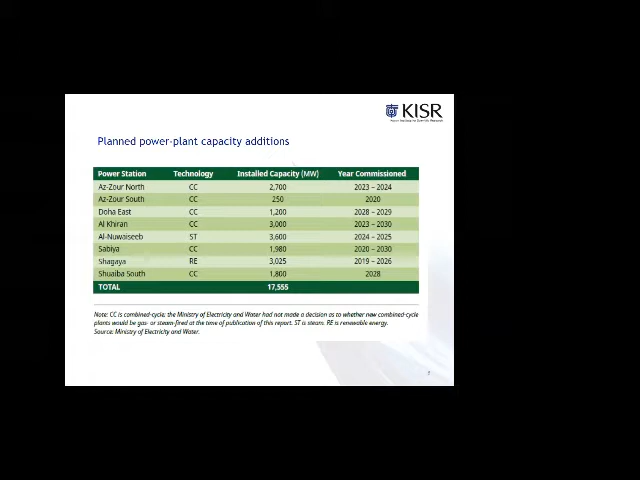 KISR
Planned power-plant capacity additions
Power Station Technology Installed Capacity (MW) Year Commissioned
Az-Zour North CC 2,700 2023 – 2024
Az-Zour South CC 250 2020
Doha East CC 1,200 2028 – 2029
Al Khiran CC 3,000 2023 – 2030
Al-Nuwaiseeb ST 3,600 2024 – 2025
Sabiya CC 1,980 2020 – 2030
Shagaya RE 3,025 2019 – 2026
Shuaiba South CC 1,800 2028
TOTAL 17,555
Note: CC is combined-cycle; the Ministry of Electricity and Water had not made a decision as to whether new combined-cycle
plants would be gas- or steam-fired at the time of publication of this report. ST is steam. RE is renewable energy.
Source: Ministry of Electricity and Water.